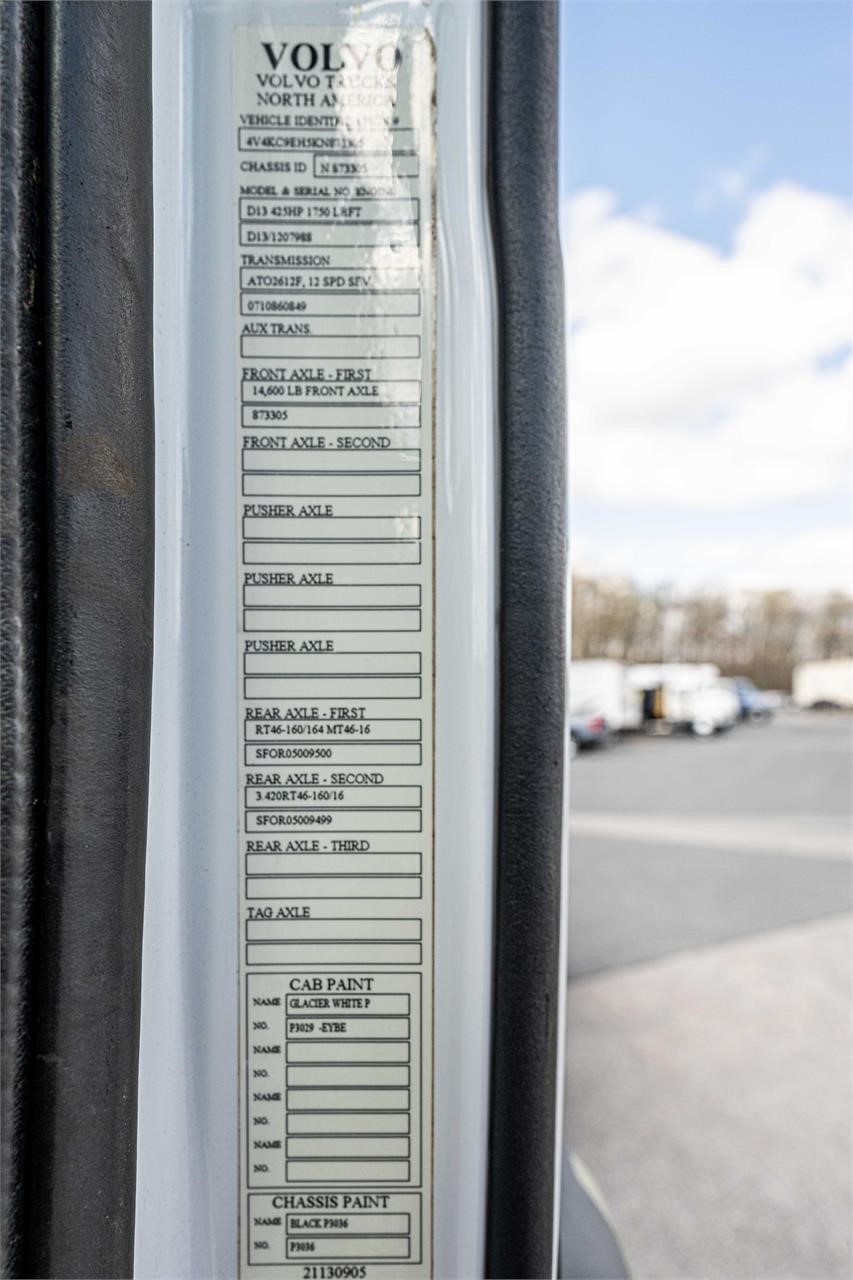 VOLVO
VOLVO TRUCKS
NORTH AMERICA
VEHICLE IDENTIFICATION #
CHASSIS ID N 873305
MODEL & SERIAL NO. ENGINE
D13 425HP 1750 LBFT
D13/1207988
TRANSMISSION
ATO2612F, 12 SPD
0710860849
AUX TRANS.
FRONT AXLE - FIRST
14,600 LB FRONT AXLE
873305
FRONT AXLE - SECOND
PUSHER AXLE
PUSHER AXLE
PUSHER AXLE
REAR AXLE - FIRST
RT46-160/164 MT46-16
SFOR05009500
REAR AXLE - SECOND
3.420RT46-160/16
SFOR05009499
REAR AXLE - THIRD
TAG AXLE
CAB PAINT
NAME GLACIER WHITE P
NO. P3029 -EYBE
NAME
NO.
NAME
NO.
NAME
NO.
CHASSIS PAINT
NAME BLACK P3036
NO. P3036
21130905